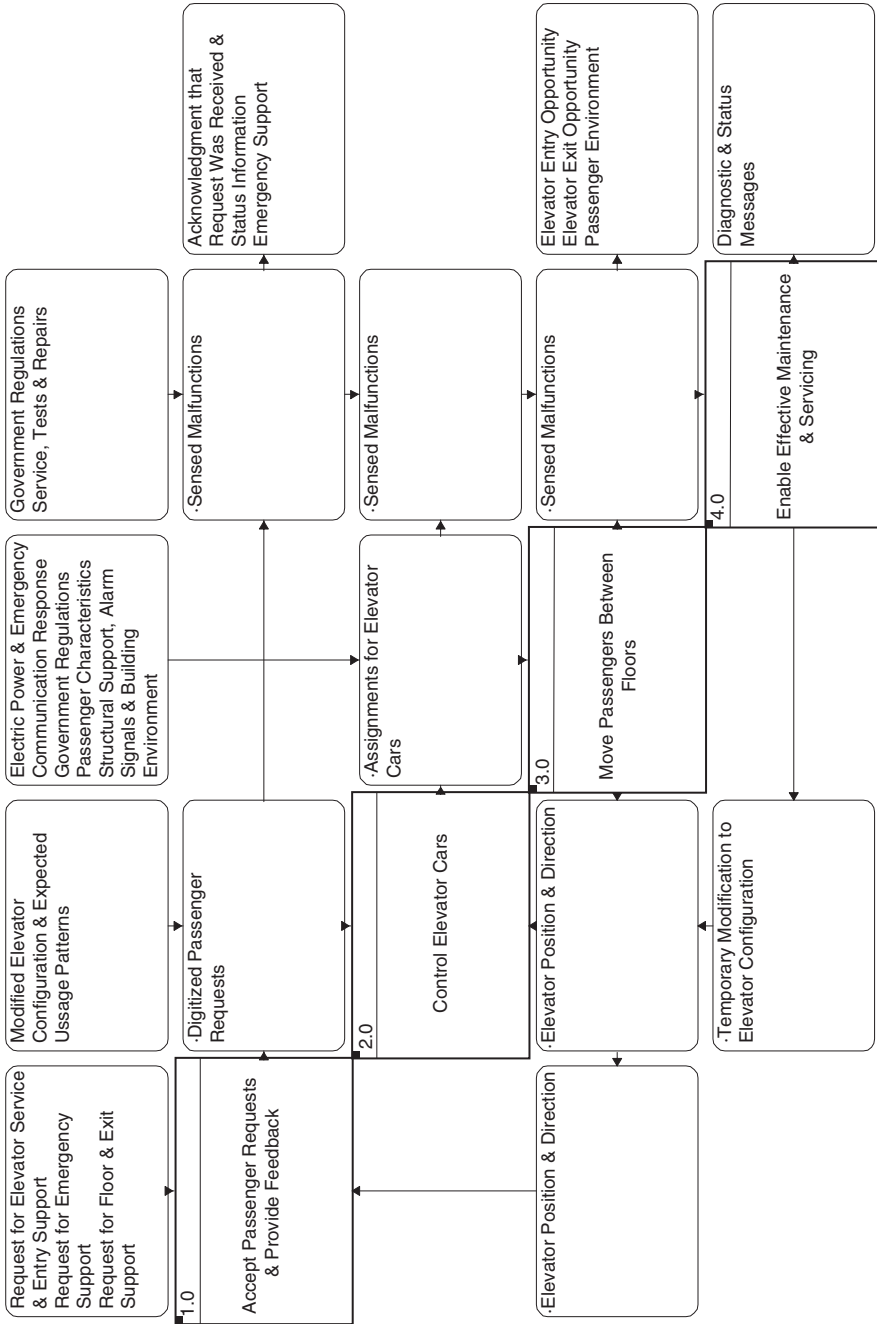 Request for Elevator Service
& Entry Support
Request for Emergency
Support
Request for Floor & Exit
Support
Modified Elevator
Configuration & Expected
Ussage Patterns
Electric Power & Emergency
Communication Response
Government Regulations
Passenger Characteristics
Structural Support, Alarm
Signals & Building
Environment
Government Regulations
Service, Tests & Repairs
1.0
Accept Passenger Requests
& Provide Feedback
·Digitized Passenger
Requests
·Sensed Malfunctions
Acknowledgment that
Request Was Received &
Status Information
Emergency Support
2.0
Control Elevator Cars
·Assignments for Elevator
Cars
·Sensed Malfunctions
·Elevator Position & Direction
·Elevator Position & Direction
3.0
Move Passengers Between
Floors
·Sensed Malfunctions
Elevator Entry Opportunity
Elevator Exit Opportunity
Passenger Environment
·Temporary Modification to
Elevator Configuration
4.0
Enable Effective Maintenance
& Servicing
Diagnostic & Status
Messages